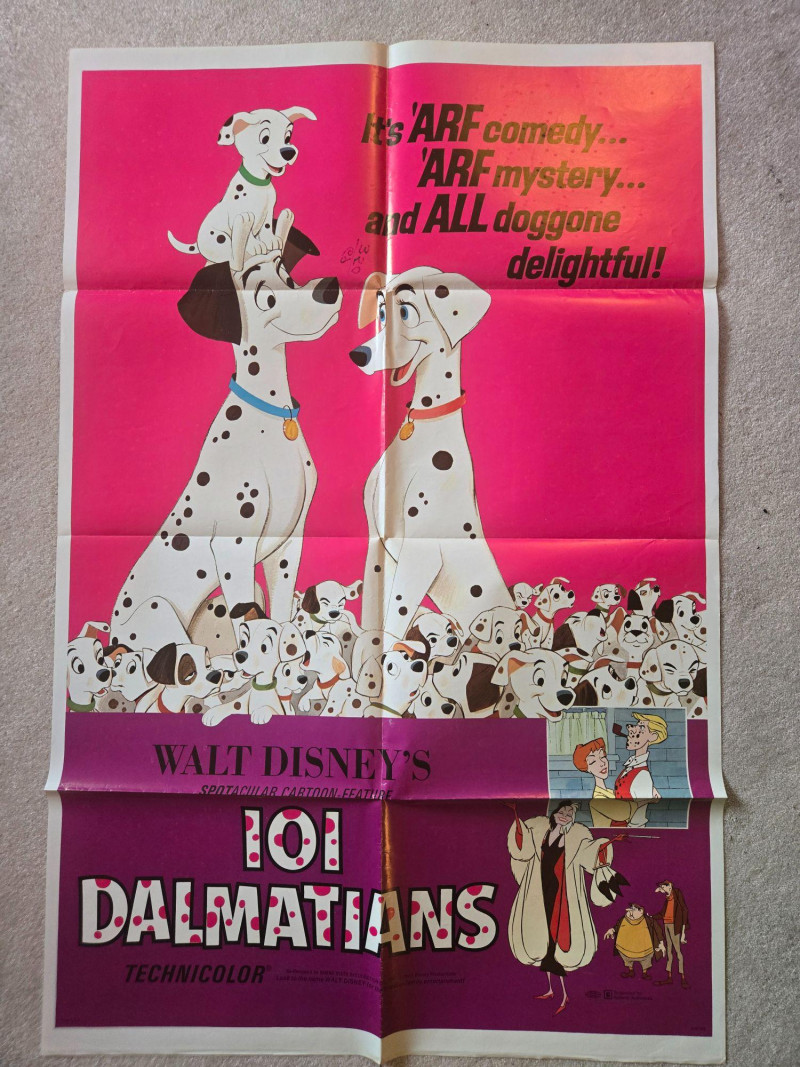 It's 'ARF comedy...
'ARF mystery...
and ALL doggone
delightful!
WALT DISNEY'S
SPOTACULAR CARTOON FEATURE
101
DALMATIANS
TECHNICOLOR®